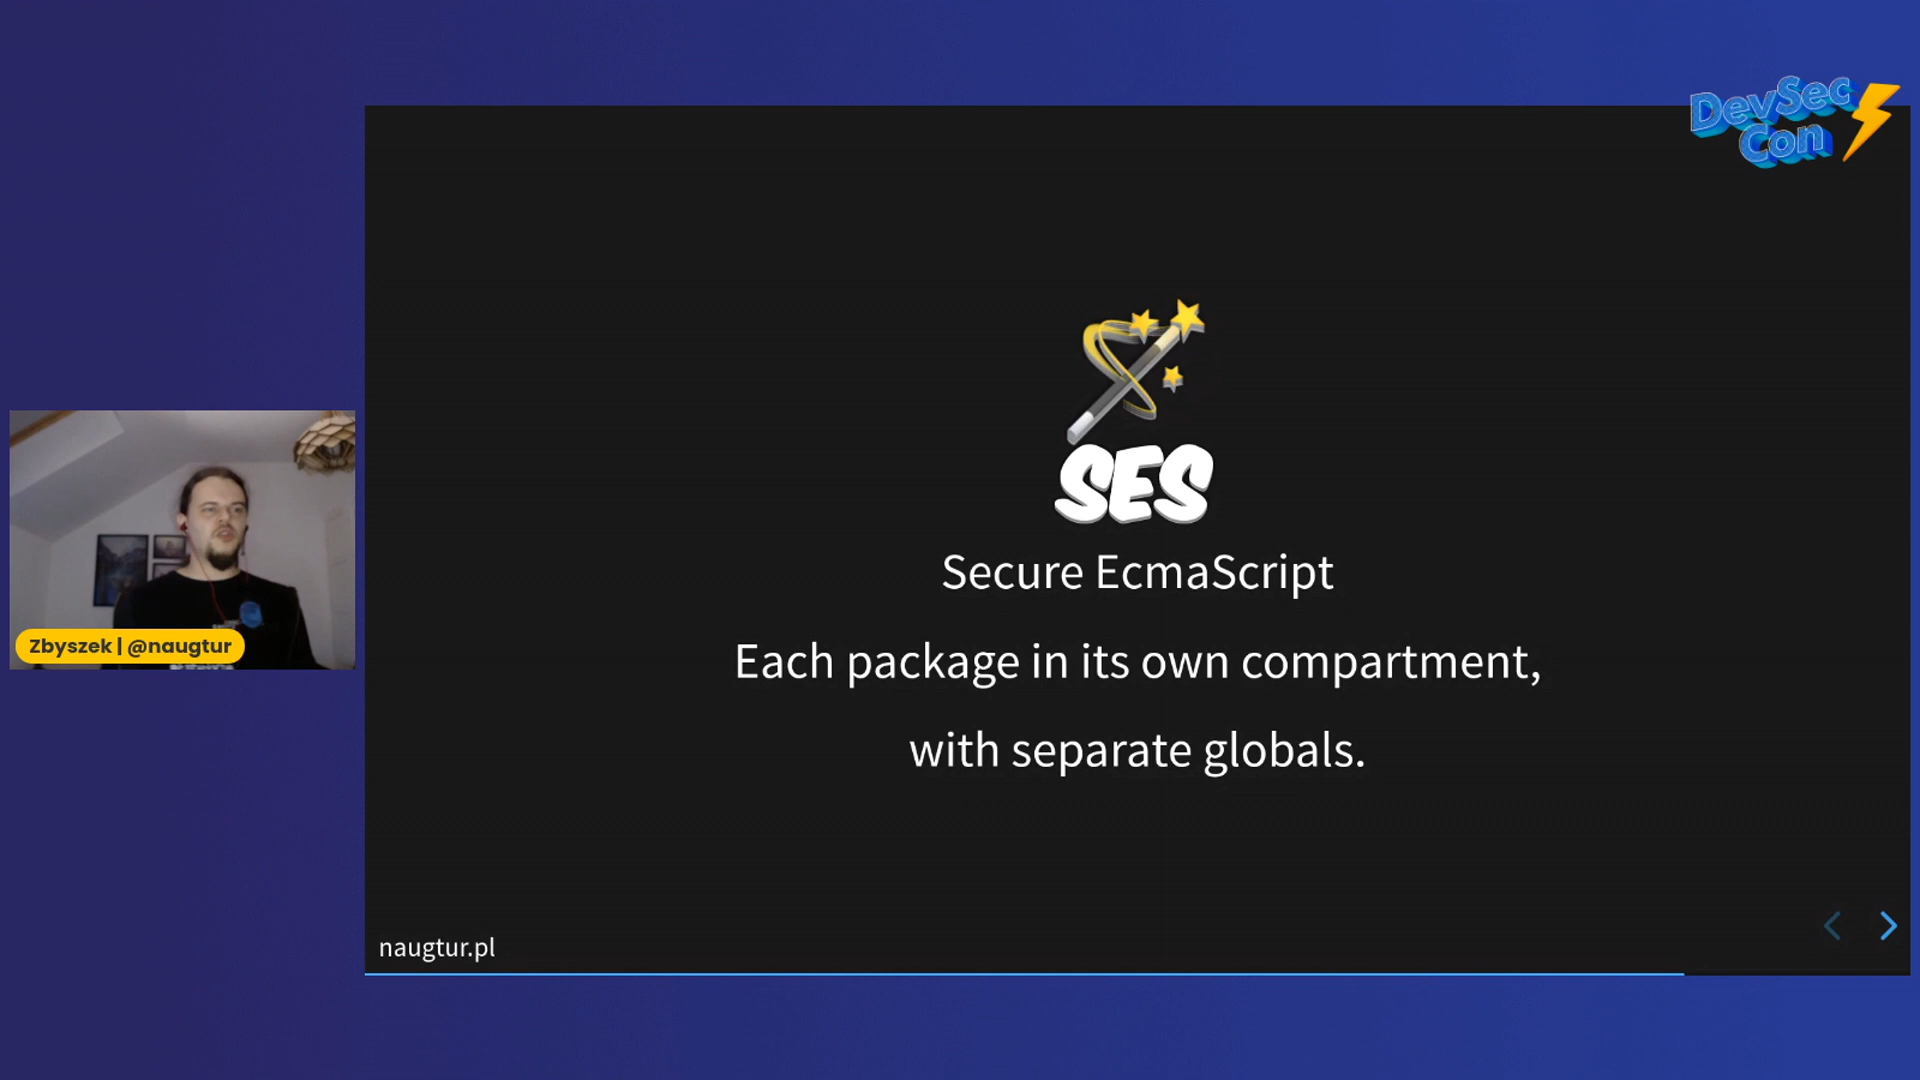 DevSec
Con
SES
Secure EcmaScript
Each package in its own compartment,
with separate globals.
Zbyszek | @naugtur
naugtur.pl